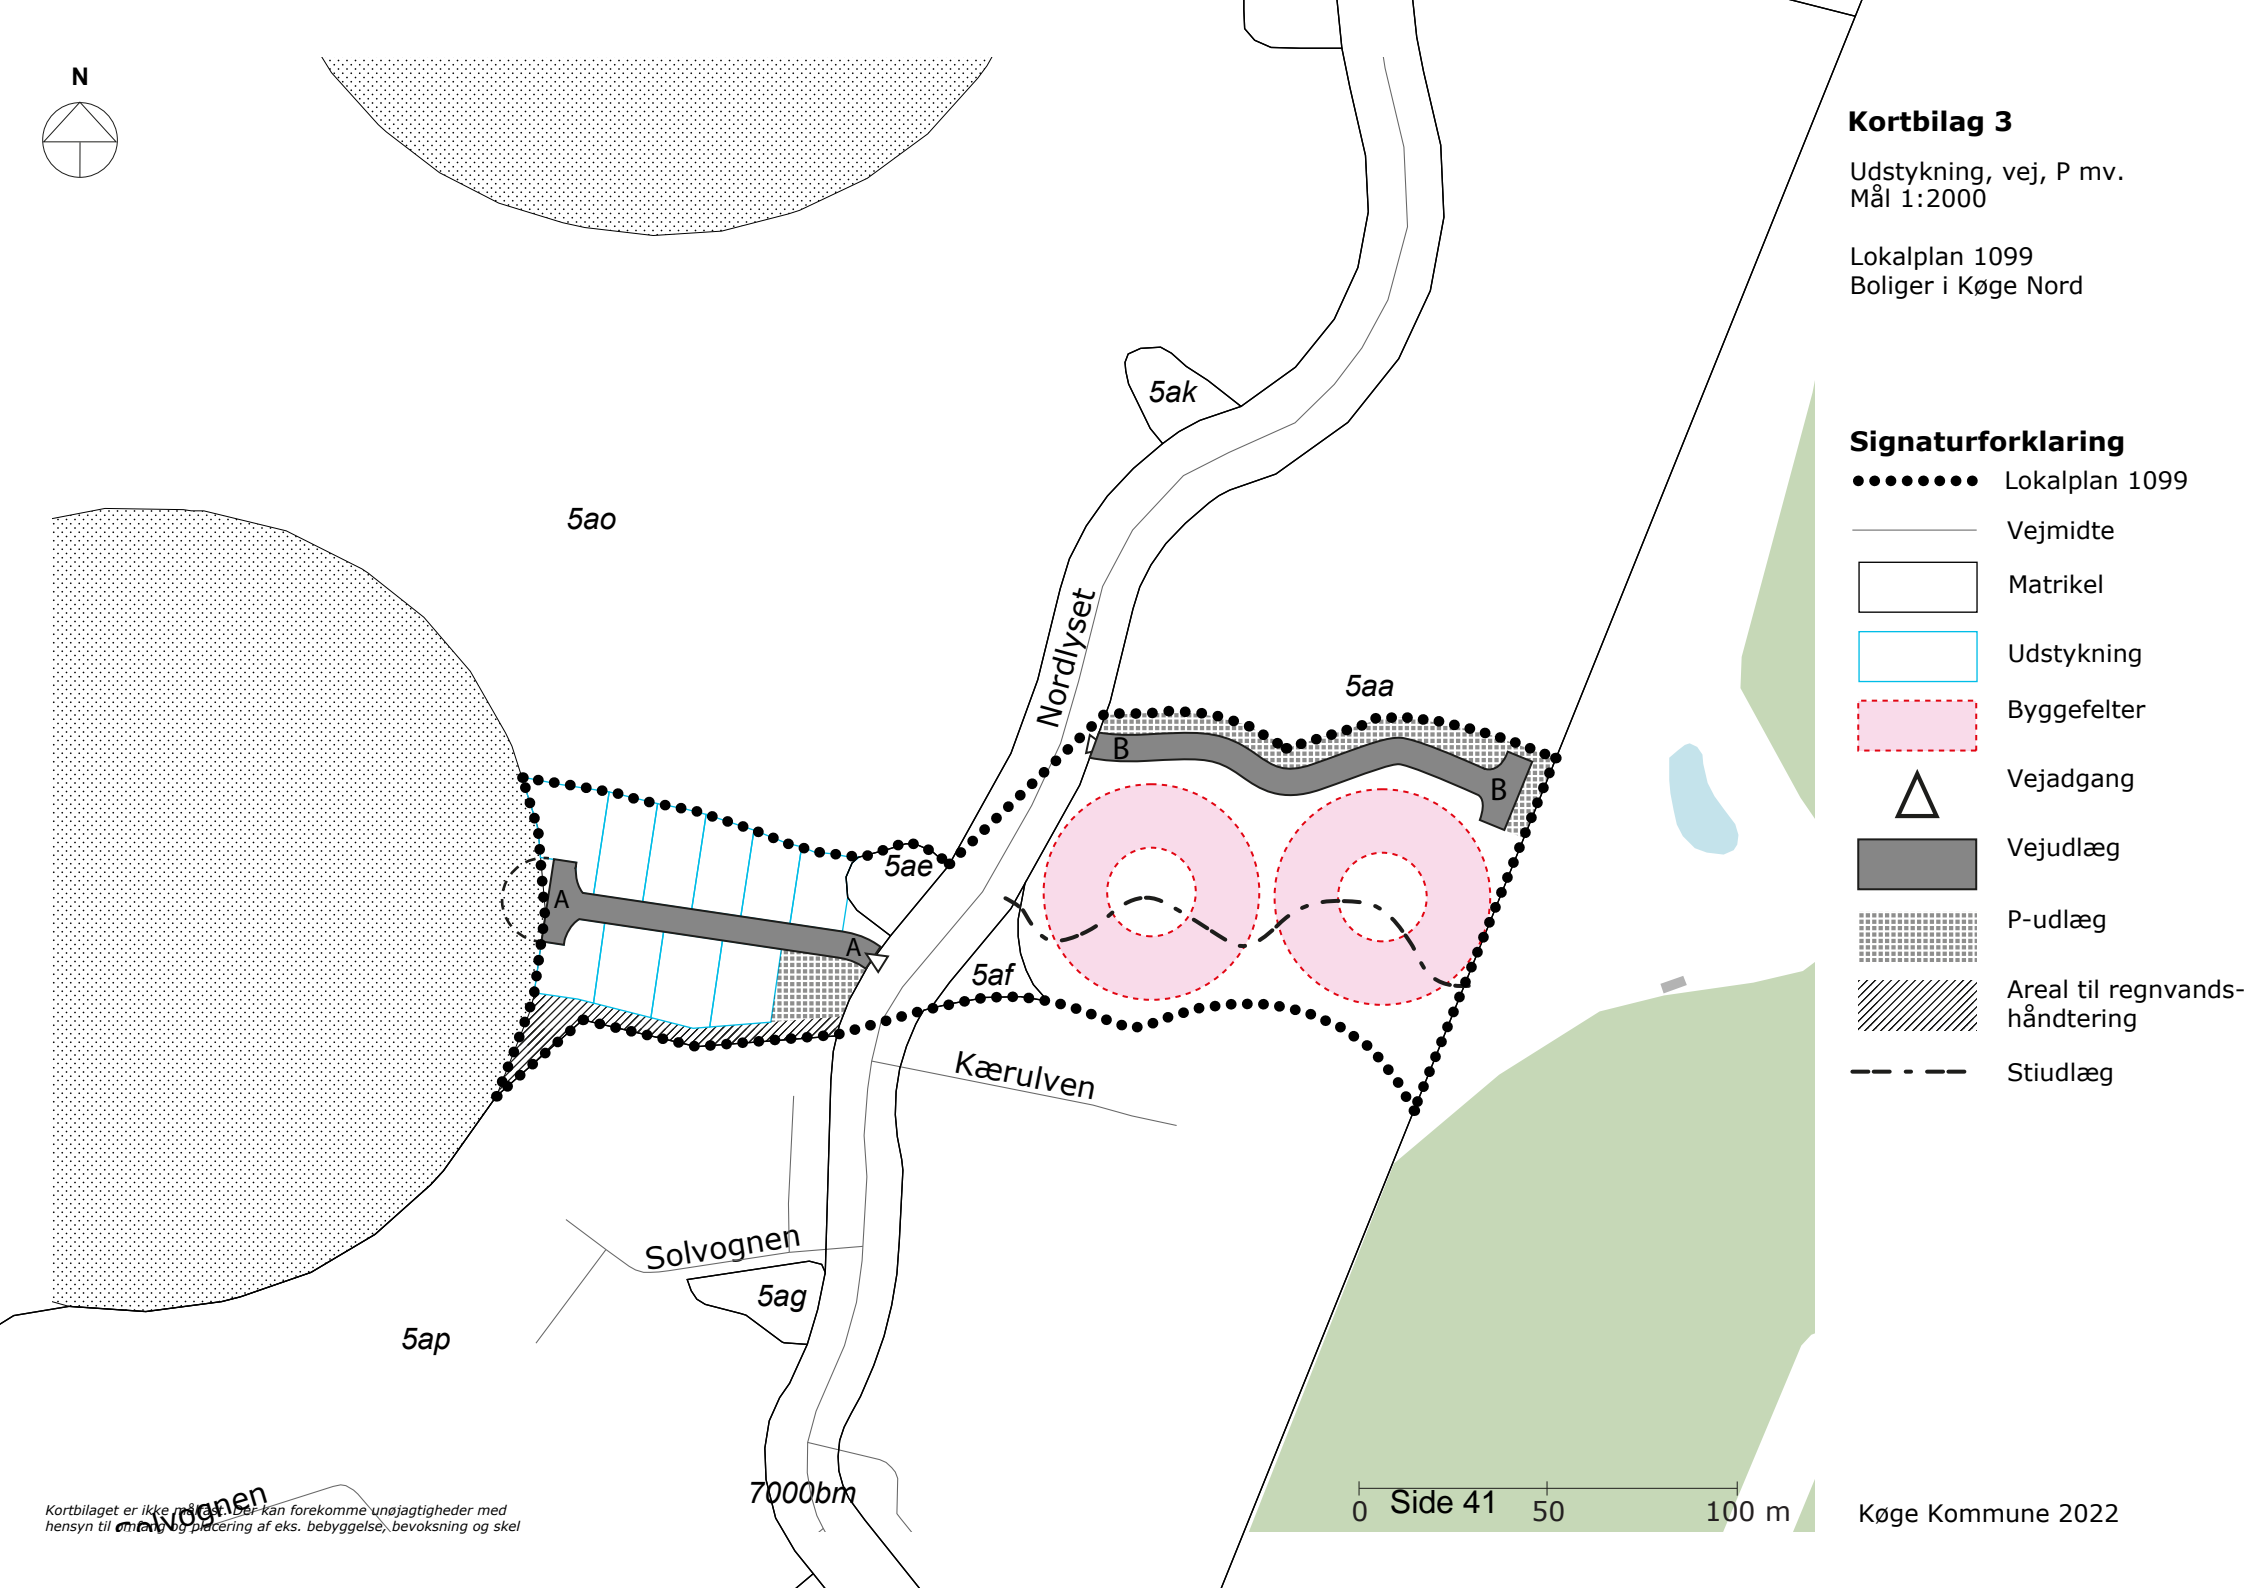 N
Kortbilag 3
Udstykning, vej, P mv.
Mål 1:2000
Lokalplan 1099
Boliger i Køge Nord
Signaturforklaring
Lokalplan 1099
Vejmidte
Matrikel
Udstykning
Byggefelter
Vejadgang
Vejudlæg
P-udlæg
Areal til regnvands-
håndtering
Stiudlæg
5ak
5ao
Nordlyset
5aa
B
B
5ae
A
A
5af
Kærulven
Solvognen
5ag
5ap
7000bm
Solvognen
Kortbilaget er ikke målfast. Der kan forekomme unøjagtigheder med
hensyn til omfang og placering af eks. bebyggelse, bevoksning og skel
Side 41
0 50 100 m
Køge Kommune 2022